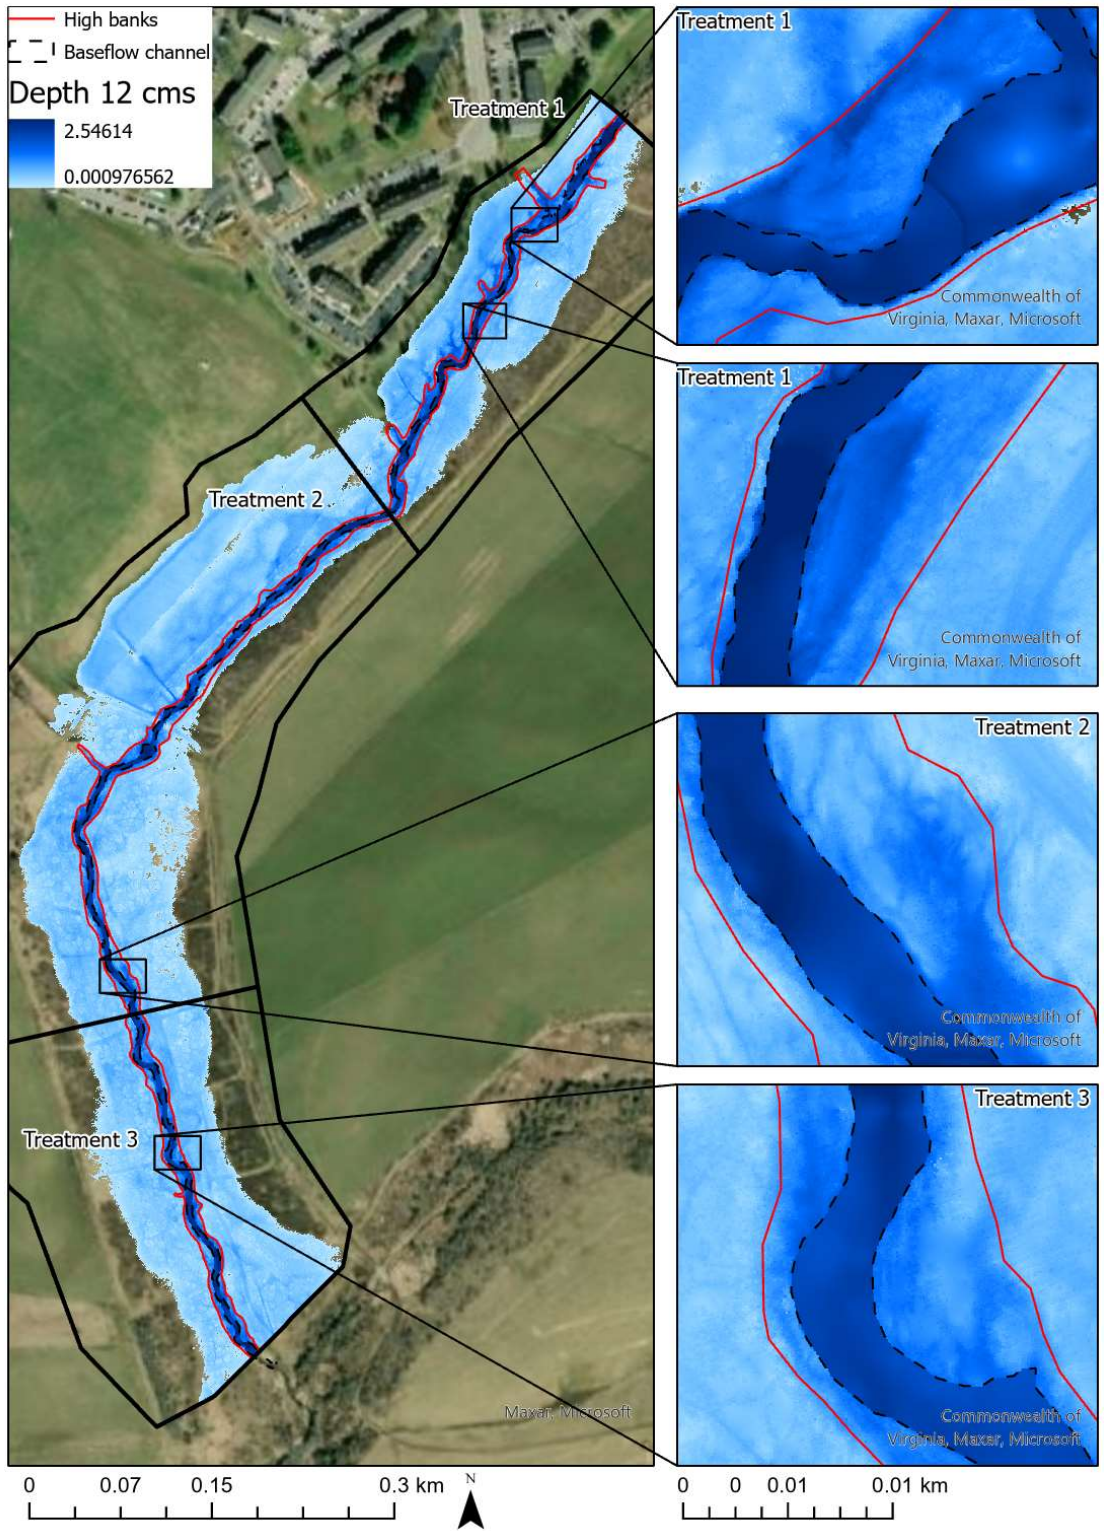 High banks
Baseflow channel
Depth 12 cms
2.54614
0.000976562
Treatment 1
Treatment 2
Treatment 3
Maxar, Microsoft
Treatment 1
Commonwealth of
Virginia, Maxar, Microsoft
Treatment 1
Commonwealth of
Virginia, Maxar, Microsoft
Treatment 2
Commonwealth of
Virginia, Maxar, Microsoft
Treatment 3
Commonwealth of
Virginia, Maxar, Microsoft
0 0.07 0.15 0.3 km
N
0 0 0.01 0.01 km